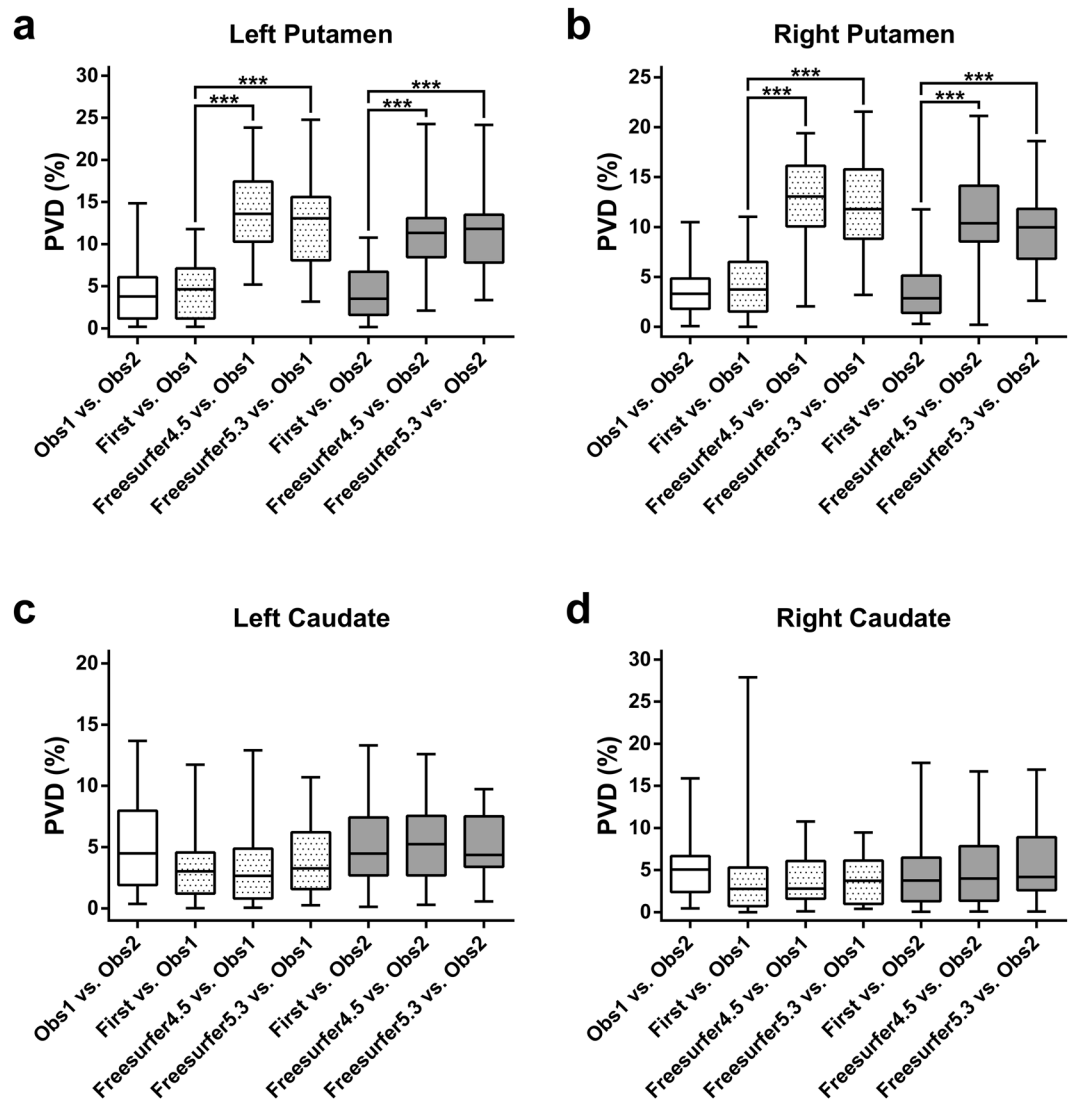 a
Left Putamen
PVD (%)
30
25
20
15
10
5
0
***
***
***
***
Obs1 vs. Obs2
First vs. Obs1
Freesurfer4.5 vs. Obs1
Freesurfer5.3 vs. Obs1
First vs. Obs2
Freesurfer4.5 vs. Obs2
Freesurfer5.3 vs. Obs2
b
Right Putamen
PVD (%)
25
20
15
10
5
0
***
***
***
***
Obs1 vs. Obs2
First vs. Obs1
Freesurfer4.5 vs. Obs1
Freesurfer5.3 vs. Obs1
First vs. Obs2
Freesurfer4.5 vs. Obs2
Freesurfer5.3 vs. Obs2
c
Left Caudate
PVD (%)
20
15
10
5
0
Obs1 vs. Obs2
First vs. Obs1
Freesurfer4.5 vs. Obs1
Freesurfer5.3 vs. Obs1
First vs. Obs2
Freesurfer4.5 vs. Obs2
Freesurfer5.3 vs. Obs2
d
Right Caudate
PVD (%)
30
25
20
15
10
5
0
Obs1 vs. Obs2
First vs. Obs1
Freesurfer4.5 vs. Obs1
Freesurfer5.3 vs. Obs1
First vs. Obs2
Freesurfer4.5 vs. Obs2
Freesurfer5.3 vs. Obs2